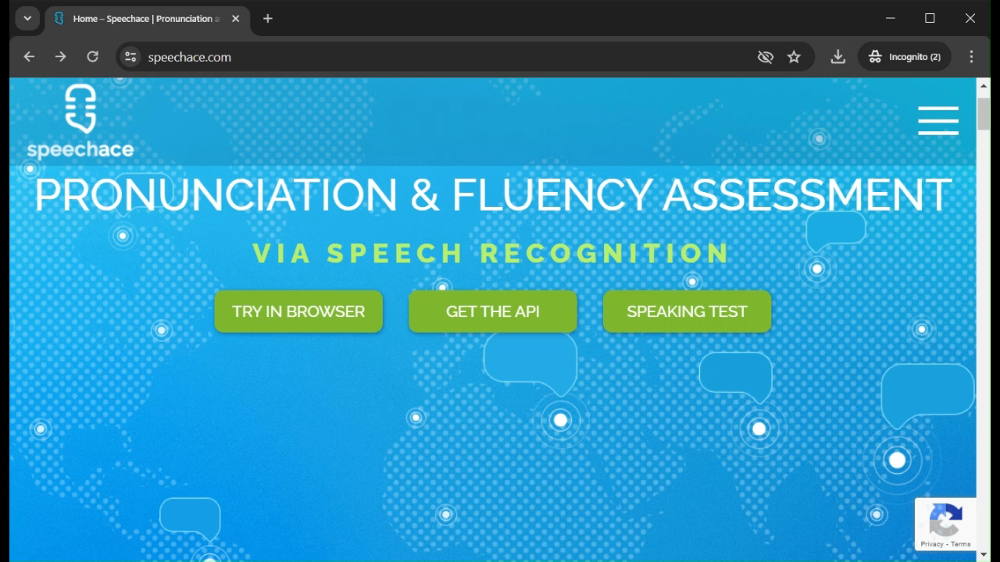 Home – Speechace | Pronunciation a
speechace.com
Incognito (2)
speechace
PRONUNCIATION & FLUENCY ASSESSMENT
VIA SPEECH RECOGNITION
TRY IN BROWSER
GET THE API
SPEAKING TEST
Privacy - Terms